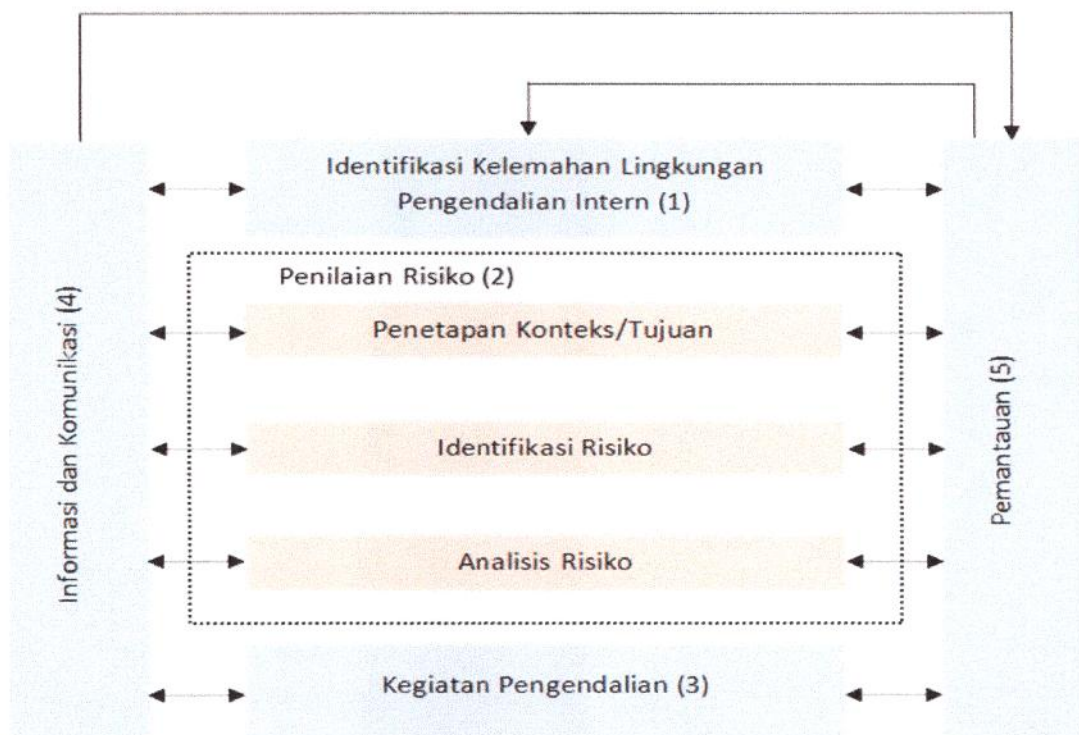 Identifikasi Kelemahan Lingkungan
Pengendalian Intern (1)
Penilaian Risiko (2)
Penetapan Konteks/Tujuan
Identifikasi Risiko
Analisis Risiko
Kegiatan Pengendalian (3)
Informasi dan Komunikasi (4)
Pemantauan (5)